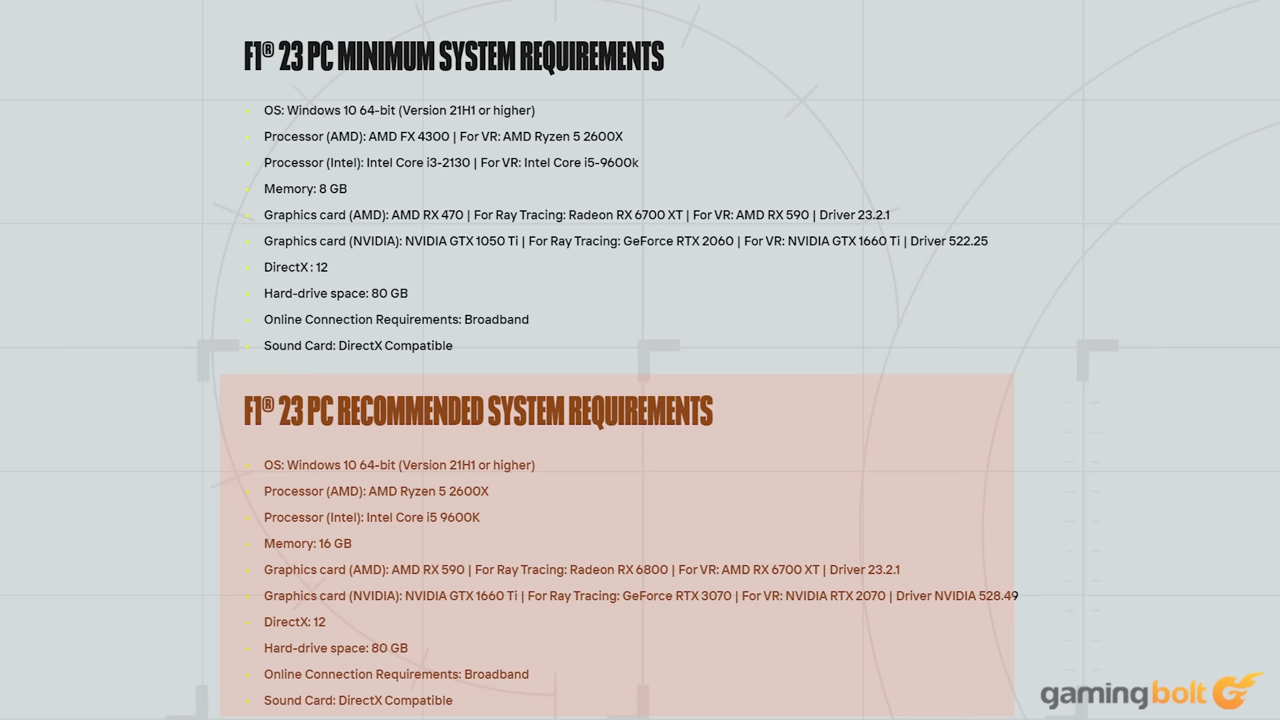 F1® 23 PC MINIMUM SYSTEM REQUIREMENTS
OS: Windows 10 64-bit (Version 21H1 or higher)
Processor (AMD): AMD FX 4300 | For VR: AMD Ryzen 5 2600X
Processor (Intel): Intel Core i3-2130 | For VR: Intel Core i5-9600k
Memory: 8 GB
Graphics card (AMD): AMD RX 470 | For Ray Tracing: Radeon RX 6700 XT | For VR: AMD RX 590 | Driver 23.2.1
Graphics card (NVIDIA): NVIDIA GTX 1050 Ti | For Ray Tracing: GeForce RTX 2060 | For VR: NVIDIA GTX 1660 Ti | Driver 522.25
DirectX : 12
Hard-drive space: 80 GB
Online Connection Requirements: Broadband
Sound Card: DirectX Compatible
F1® 23 PC RECOMMENDED SYSTEM REQUIREMENTS
OS: Windows 10 64-bit (Version 21H1 or higher)
Processor (AMD): AMD Ryzen 5 2600X
Processor (Intel): Intel Core i5 9600K
Memory: 16 GB
Graphics card (AMD): AMD RX 590 | For Ray Tracing: Radeon RX 6800 | For VR: AMD RX 6700 XT | Driver 23.2.1
Graphics card (NVIDIA): NVIDIA GTX 1660 Ti | For Ray Tracing: GeForce RTX 3070 | For VR: NVIDIA RTX 2070 | Driver NVIDIA 528.49
DirectX: 12
Hard-drive space: 80 GB
Online Connection Requirements: Broadband
Sound Card: DirectX Compatible
gamingbolt